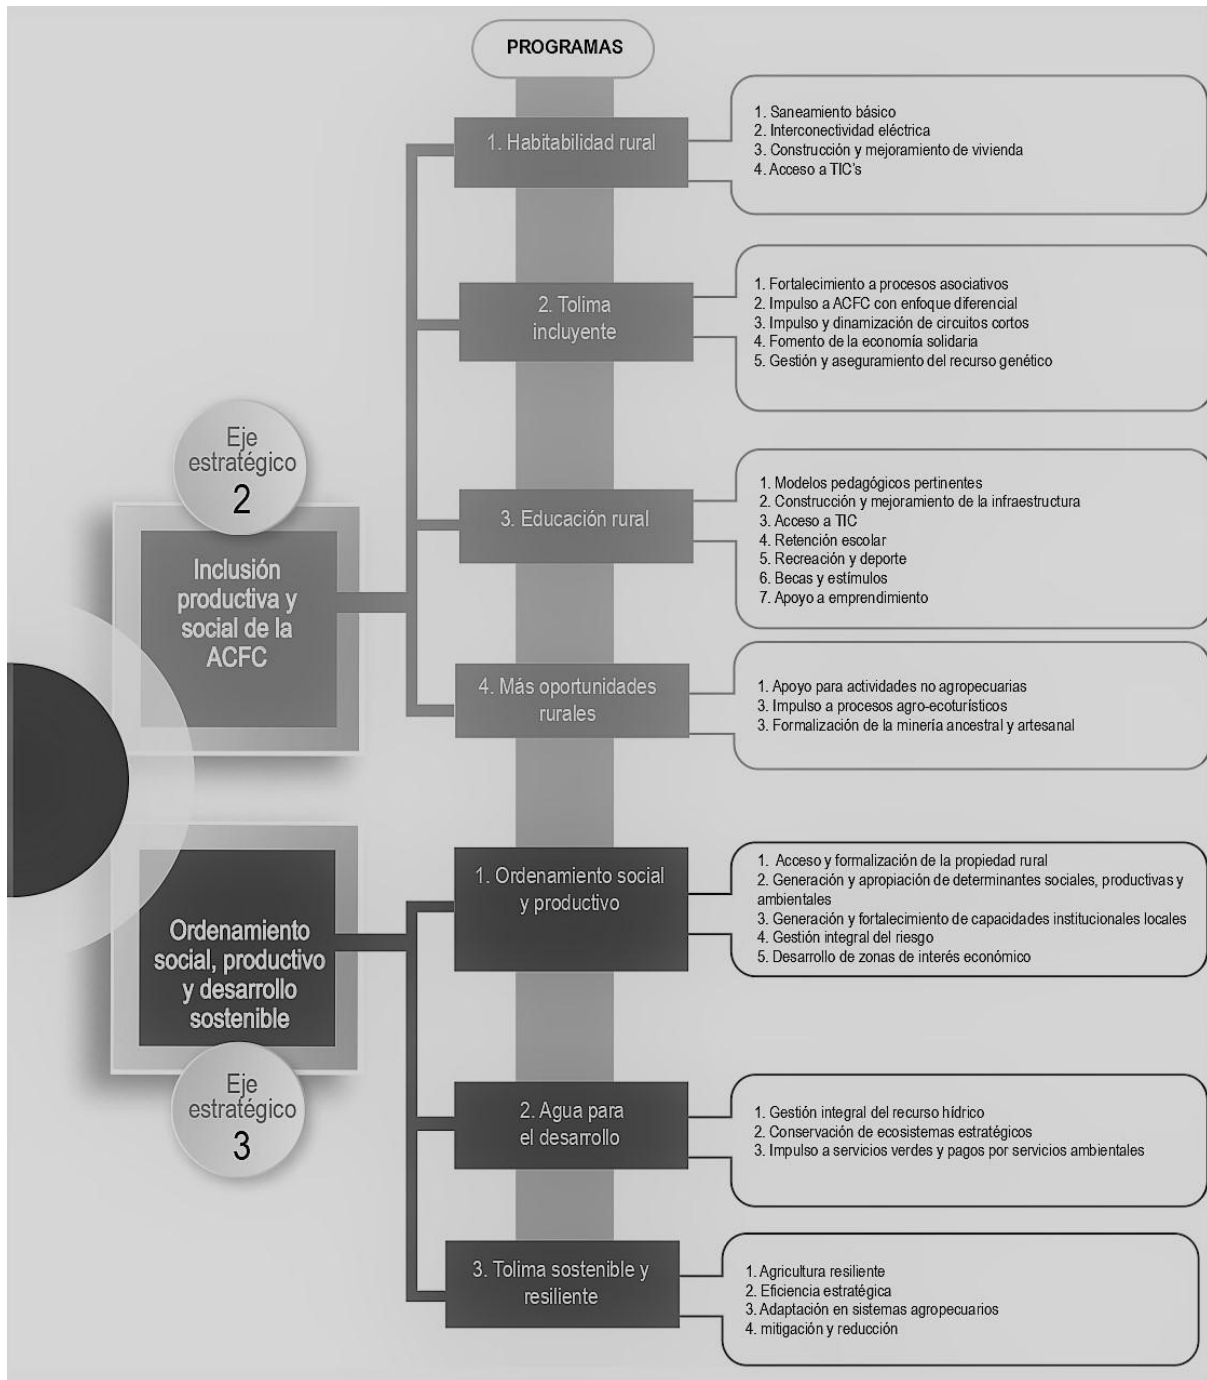 PROGRAMAS
Eje
estratégico
2
Inclusión
productiva y
social de la
ACFC
1. Habitabilidad rural
1. Saneamiento básico
2. Interconectividad eléctrica
3. Construcción y mejoramiento de vivienda
4. Acceso a TIC's
2. Tolima
incluyente
1. Fortalecimiento a procesos asociativos
2. Impulso a ACFC con enfoque diferencial
3. Impulso y dinamización de circuitos cortos
4. Fomento de la economía solidaria
5. Gestión y aseguramiento del recurso genético
3. Educación rural
1. Modelos pedagógicos pertinentes
2. Construcción y mejoramiento de la infraestructura
3. Acceso a TIC
4. Retención escolar
5. Recreación y deporte
6. Becas y estímulos
7. Apoyo a emprendimiento
4. Más oportunidades
rurales
1. Apoyo para actividades no agropecuarias
3. Impulso a procesos agro-ecoturísticos
3. Formalización de la minería ancestral y artesanal
Ordenamiento
social, productivo
y desarrollo
sostenible
Eje
estratégico
3
1. Ordenamiento social
y productivo
1. Acceso y formalización de la propiedad rural
2. Generación y apropiación de determinantes sociales, productivas y
ambientales
3. Generación y fortalecimiento de capacidades institucionales locales
4. Gestión integral del riesgo
5. Desarrollo de zonas de interés económico
2. Agua para
el desarrollo
1. Gestión integral del recurso hídrico
2. Conservación de ecosistemas estratégicos
3. Impulso a servicios verdes y pagos por servicios ambientales
3. Tolima sostenible y
resiliente
1. Agricultura resiliente
2. Eficiencia estratégica
3. Adaptación en sistemas agropecuarios
4. mitigación y reducción